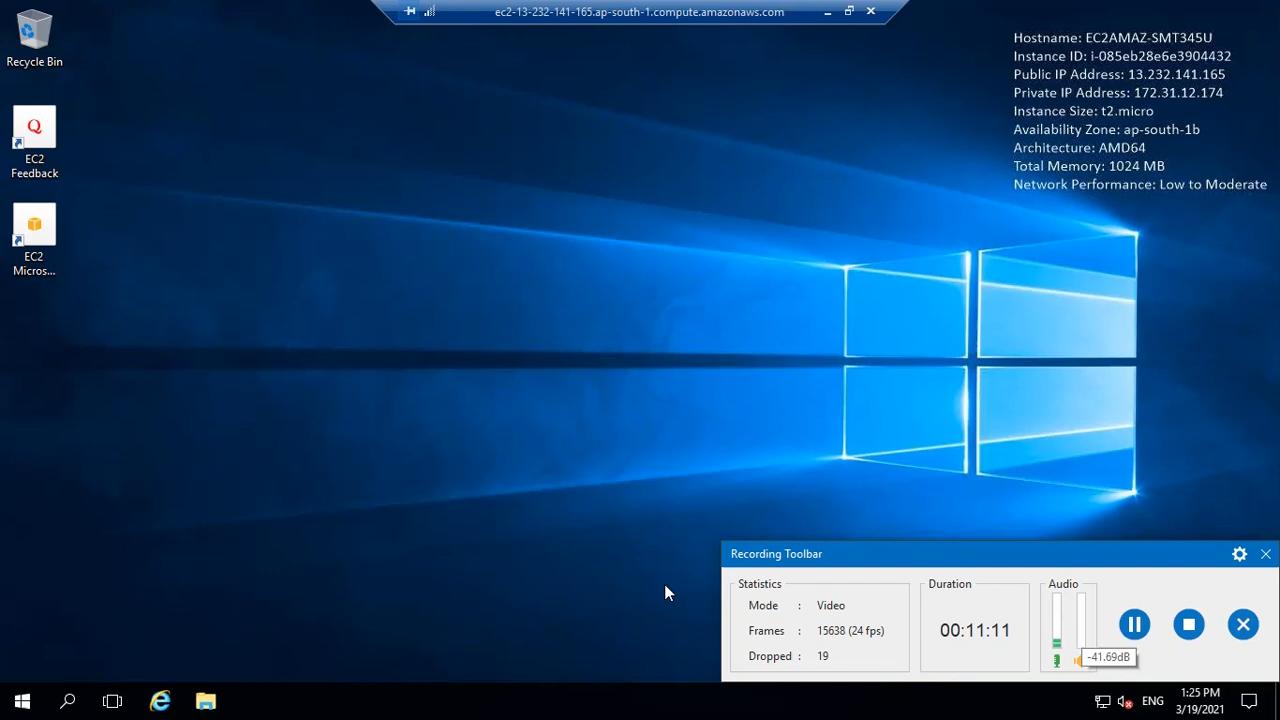 ec2-13-232-141-165.ap-south-1.compute.amazonaws.com
Recycle Bin
EC2
Feedback
EC2
Micros...
Hostname: EC2AMAZ-SMT345U
Instance ID: i-085eb28e6e3904432
Public IP Address: 13.232.141.165
Private IP Address: 172.31.12.174
Instance Size: t2.micro
Availability Zone: ap-south-1b
Architecture: AMD64
Total Memory: 1024 MB
Network Performance: Low to Moderate
Recording Toolbar
Statistics
Mode : Video
Frames : 15638 (24 fps)
Dropped : 19
Duration
00:11:11
Audio
-41.69dB
ENG
1:25 PM
3/19/2021